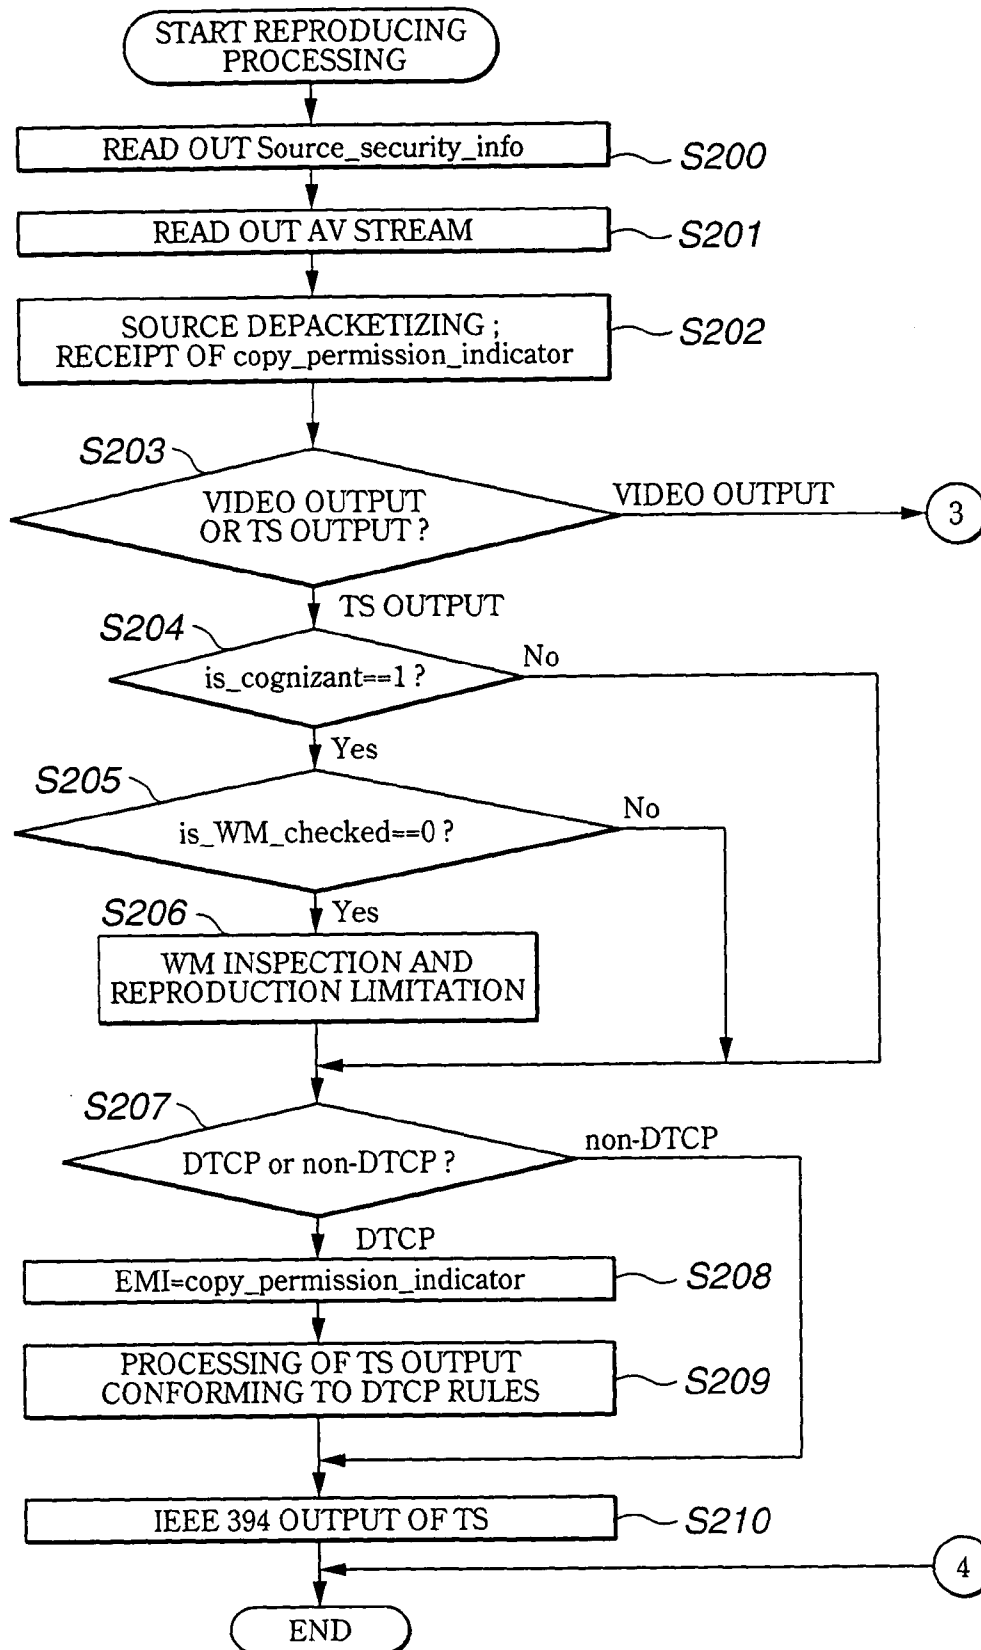 START REPRODUCING
PROCESSING
READ OUT Source_security_info
S200
READ OUT AV STREAM
S201
SOURCE DEPACKETIZING ;
RECEIPT OF copy_permission_indicator
S202
S203
VIDEO OUTPUT
OR TS OUTPUT ?
VIDEO OUTPUT
3
TS OUTPUT
S204
is_cognizant==1 ?
No
Yes
S205
is_WM_checked==0 ?
No
Yes
S206
WM INSPECTION AND
REPRODUCTION LIMITATION
S207
DTCP or non-DTCP ?
non-DTCP
DTCP
EMI=copy_permission_indicator
S208
PROCESSING OF TS OUTPUT
CONFORMING TO DTCP RULES
S209
IEEE 394 OUTPUT OF TS
S210
4
END